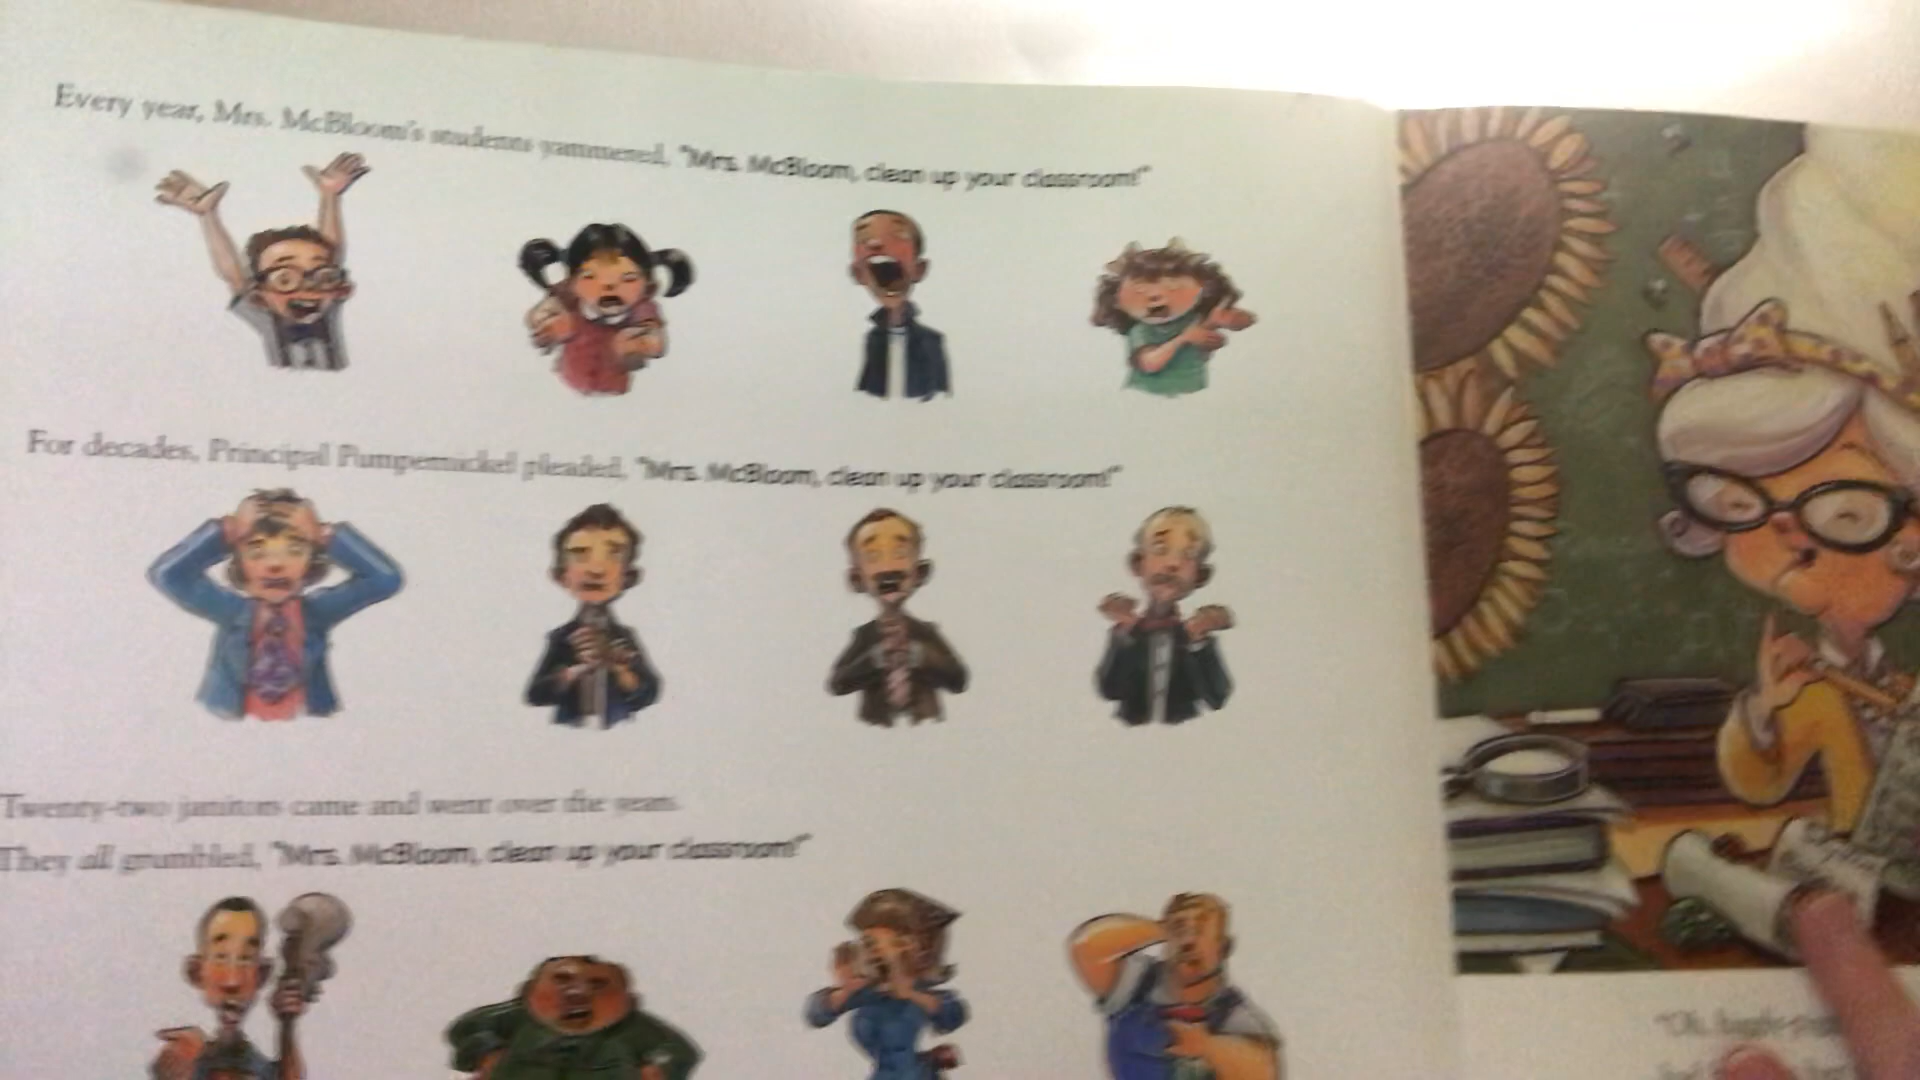 Every year, Mrs. McBloom's students yammered, "Mrs. McBloom, clean up your classroom!"
For decades, Principal Pumpernickel pleaded, "Mrs. McBloom, clean up your classroom!"
Twenty-two janitors came and went over the years.
They all grumbled, "Mrs. McBloom, clean up your classroom!"
"Oh,